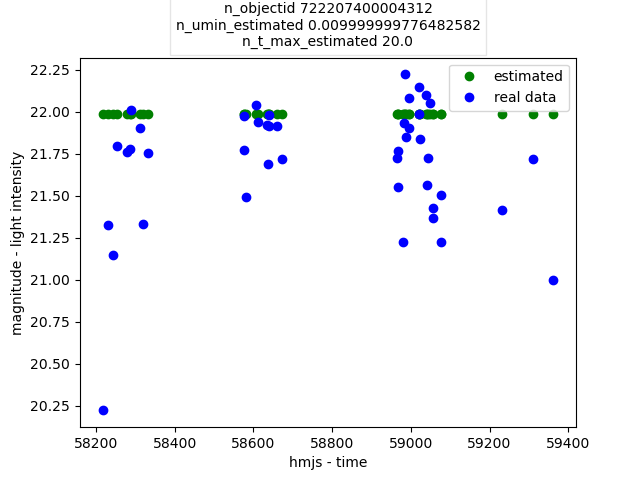 n_objectid 722207400004312
n_umin_estimated 0.009999999776482582
n_t_max_estimated 20.0
22.25
22.00
21.75
21.50
21.25
21.00
20.75
20.50
20.25
magnitude - light intensity
estimated
real data
58200 58400 58600 58800 59000 59200 59400
hmjs - time